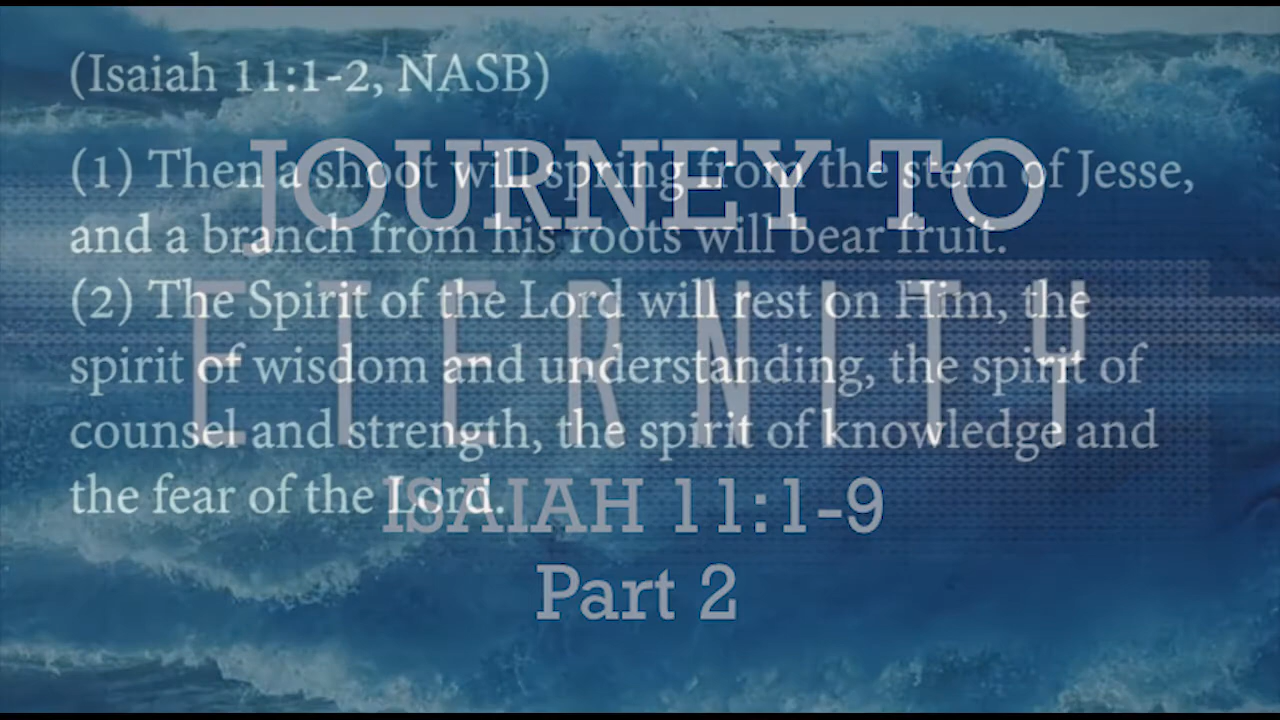 (Isaiah 11:1-2, NASB)
(1) Then a shoot will spring from the stem of Jesse,
and a branch from his roots will bear fruit.
(2) The Spirit of the Lord will rest on Him, the
spirit of wisdom and understanding, the spirit of
counsel and strength, the spirit of knowledge and
the fear of the Lord.
JOURNEY TO
ETERNITY
ISAIAH 11:1-9
Part 2